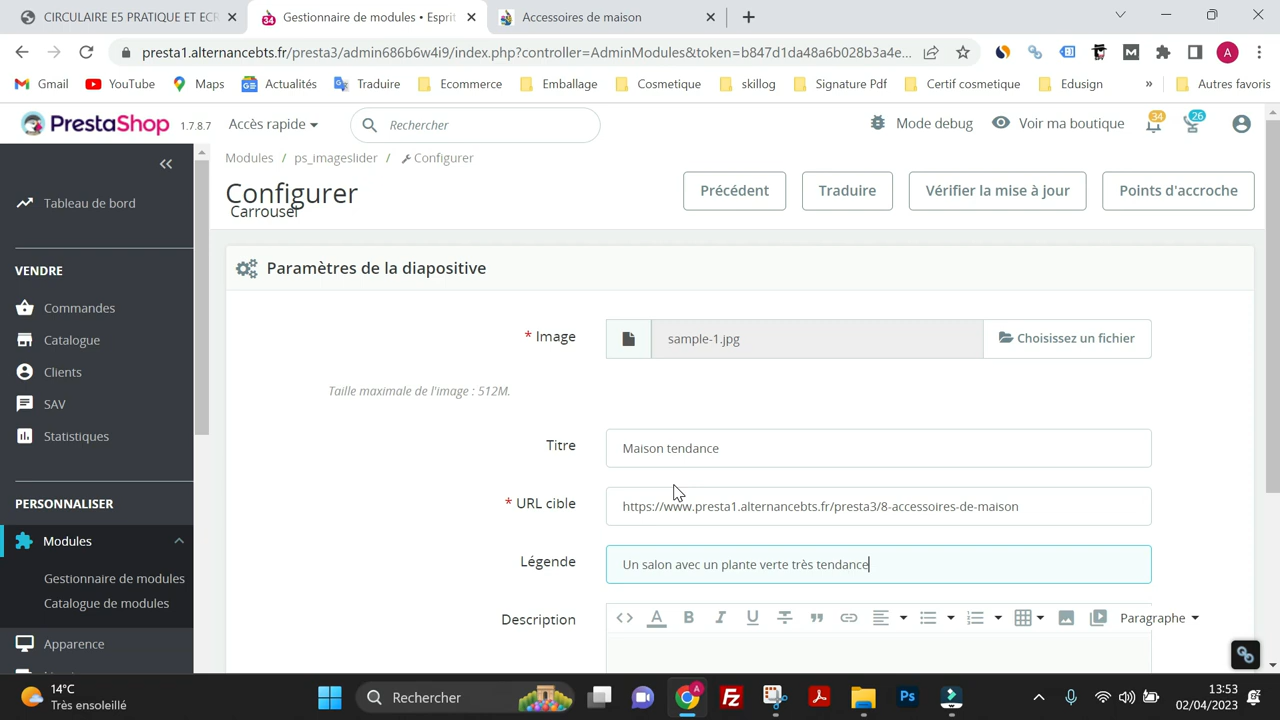 CIRCULAIRE E5 PRATIQUE ET ECR
Gestionnaire de modules • Esprit
Accessoires de maison
presta1.alternancebts.fr/presta3/admin686b6w4i9/index.php?controller=AdminModules&token=b847d1da48a6b028b3a4e...
A
Gmail
YouTube
Maps
Actualités
Traduire
Ecommerce
Emballage
Cosmetique
skillog
Signature Pdf
Certif cosmetique
Edusign
»
Autres favoris
PrestaShop
1.7.8.7
Accès rapide
Rechercher
Mode debug
Voir ma boutique
34
26
Modules / ps_imageslider / Configurer
Configurer
Carrousel
Précédent
Traduire
Vérifier la mise à jour
Points d'accroche
Tableau de bord
VENDRE
Commandes
Catalogue
Clients
SAV
Statistiques
PERSONNALISER
Modules
Gestionnaire de modules
Catalogue de modules
Apparence
Paramètres de la diapositive
* Image
sample-1.jpg
Choisissez un fichier
Taille maximale de l'image : 512M.
Titre
Maison tendance
* URL cible
https://www.presta1.alternancebts.fr/presta3/8-accessoires-de-maison
Légende
Un salon avec un plante verte très tendance
Description
Paragraphe
14°C
Très ensoleillé
Rechercher
13:53
02/04/2023